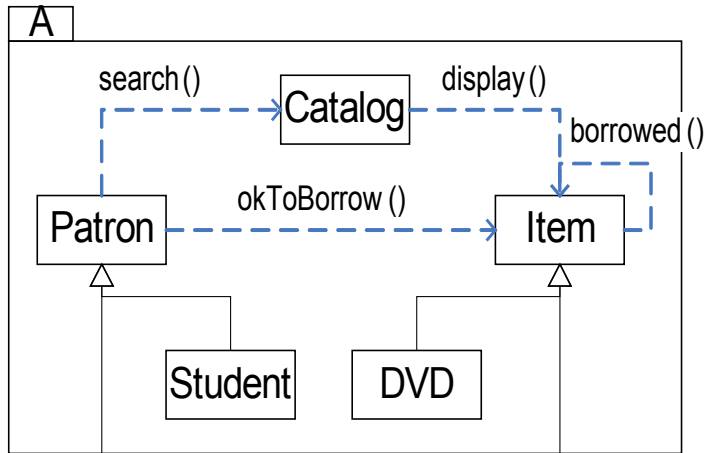 A
search()
display()
Catalog
borrowed()
okToBorrow()
Patron
Item
Student
DVD